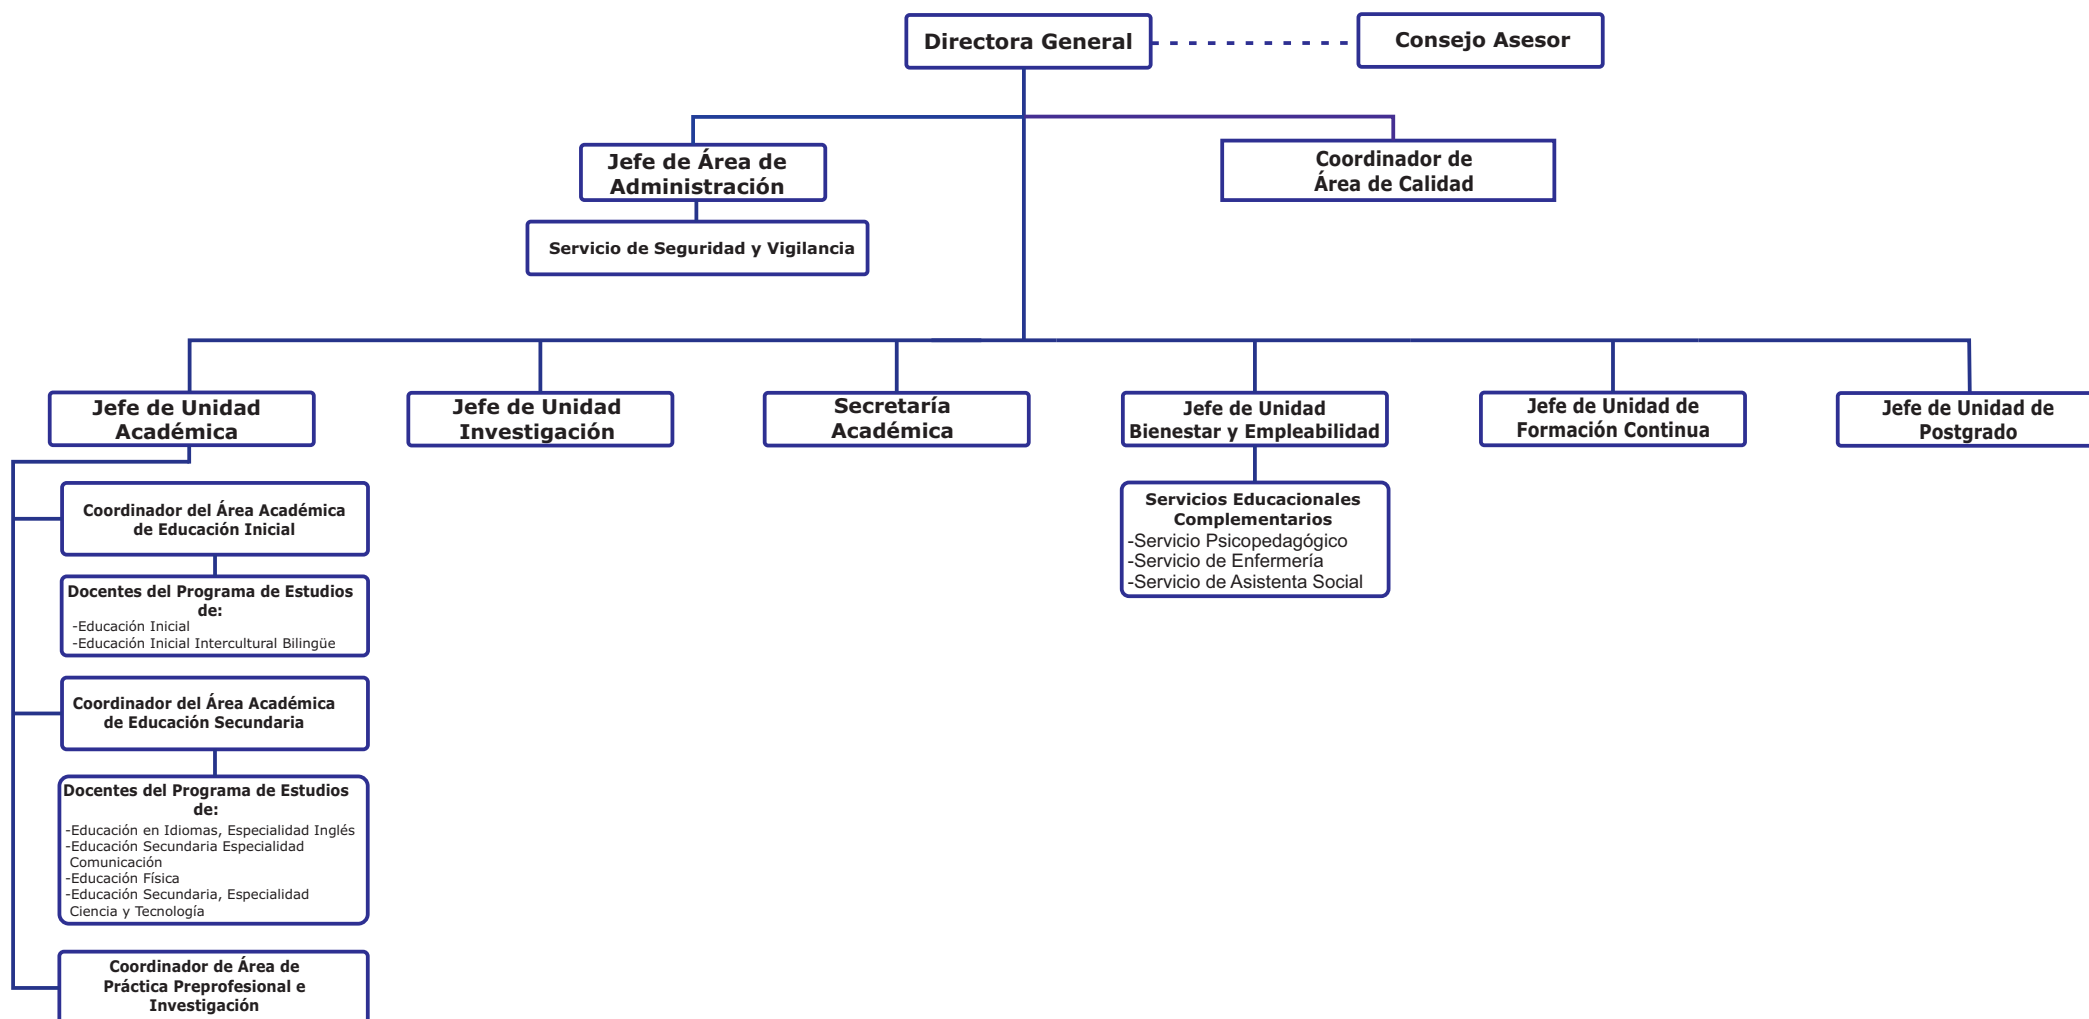 Directora General
Consejo Asesor
Jefe de Área de
Administración
Coordinador de
Área de Calidad
Servicio de Seguridad y Vigilancia
Jefe de Unidad
Académica
Jefe de Unidad
Investigación
Secretaría
Académica
Jefe de Unidad
Bienestar y Empleabilidad
Jefe de Unidad de
Formación Continua
Jefe de Unidad de
Postgrado
Coordinador del Área Académica
de Educación Inicial
Docentes del Programa de Estudios
de:
-Educación Inicial
-Educación Inicial Intercultural Bilingüe
Coordinador del Área Académica
de Educación Secundaria
Docentes del Programa de Estudios
de:
-Educación en Idiomas, Especialidad Inglés
-Educación Secundaria Especialidad
Comunicación
-Educación Física
-Educación Secundaria, Especialidad
Ciencia y Tecnología
Coordinador de Área de
Práctica Preprofesional e
Investigación
Servicios Educacionales
Complementarios
-Servicio Psicopedagógico
-Servicio de Enfermería
-Servicio de Asistenta Social